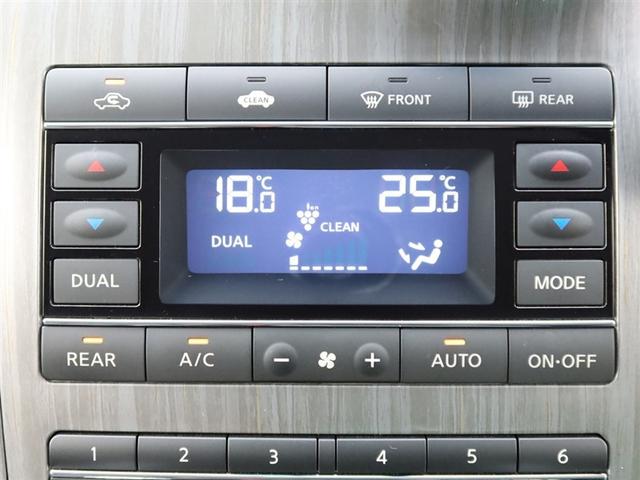 CLEAN
FRONT
REAR
18.0°C
25.0°C
ion
CLEAN
DUAL
DUAL
MODE
REAR
A/C
− +
AUTO
ON·OFF
1 2 3 4 5 6